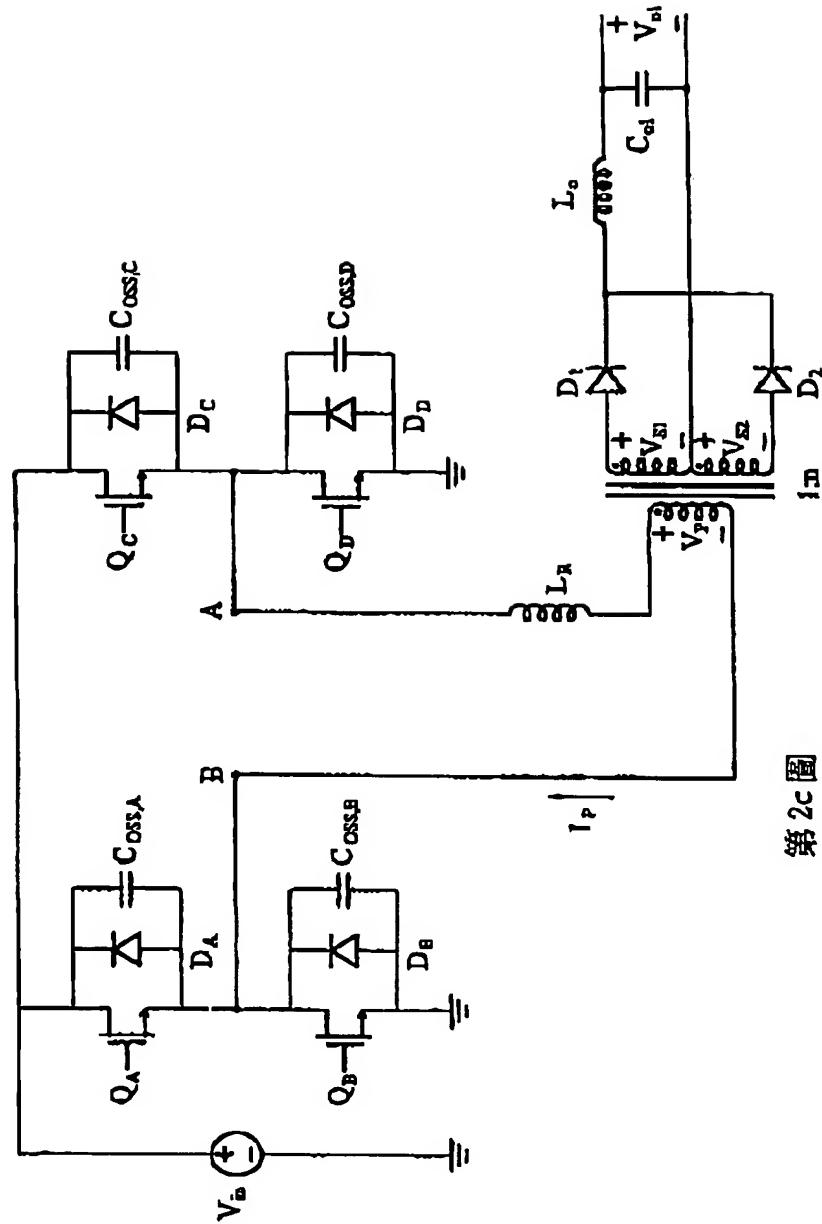 V_in
+
−
Q_A
D_A
C_OSS,A
Q_B
D_B
C_OSS,B
B
I_P
Q_C
D_C
C_OSS,C
Q_D
D_D
C_OSS,D
A
L_R
+
V_P
−
1:n
+
V_S1
−
+
V_S2
−
D_1
D_2
L_o
C_o1
+
V_o1
−
第 2c 圖